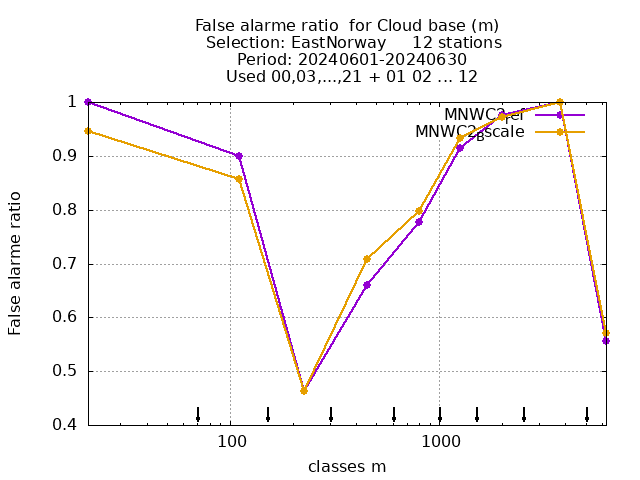 False alarme ratio  for Cloud base (m)
Selection: EastNorway     12 stations
Period: 20240601-20240630
Used 00,03,...,21 + 01 02 ... 12
1
0.9
0.8
0.7
0.6
0.5
0.4
False alarme ratio
MNWC2_Bscale
100
1000
classes m